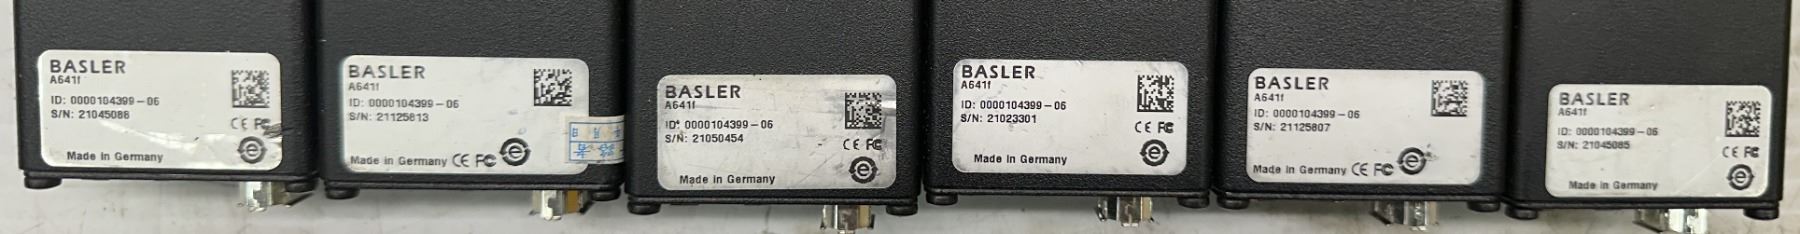 BASLER
A641f
ID: 0000104399-06
S/N: 21045088
CE FC
Made in Germany
BASLER
A641f
ID: 0000104399-06
S/N: 21125813
Made in Germany CE FC
BASLER
A641f
ID: 0000104399-06
S/N: 21050454
CE FC
Made in Germany
BASLER
A641f
ID: 0000104399-06
S/N: 21023301
CE FC
Made in Germany
BASLER
A641f
ID: 0000104399-06
S/N: 21125807
Made in Germany CE FC
BASLER
A641f
ID: 0000104399-06
S/N: 21045085
CE FC
Made in Germany